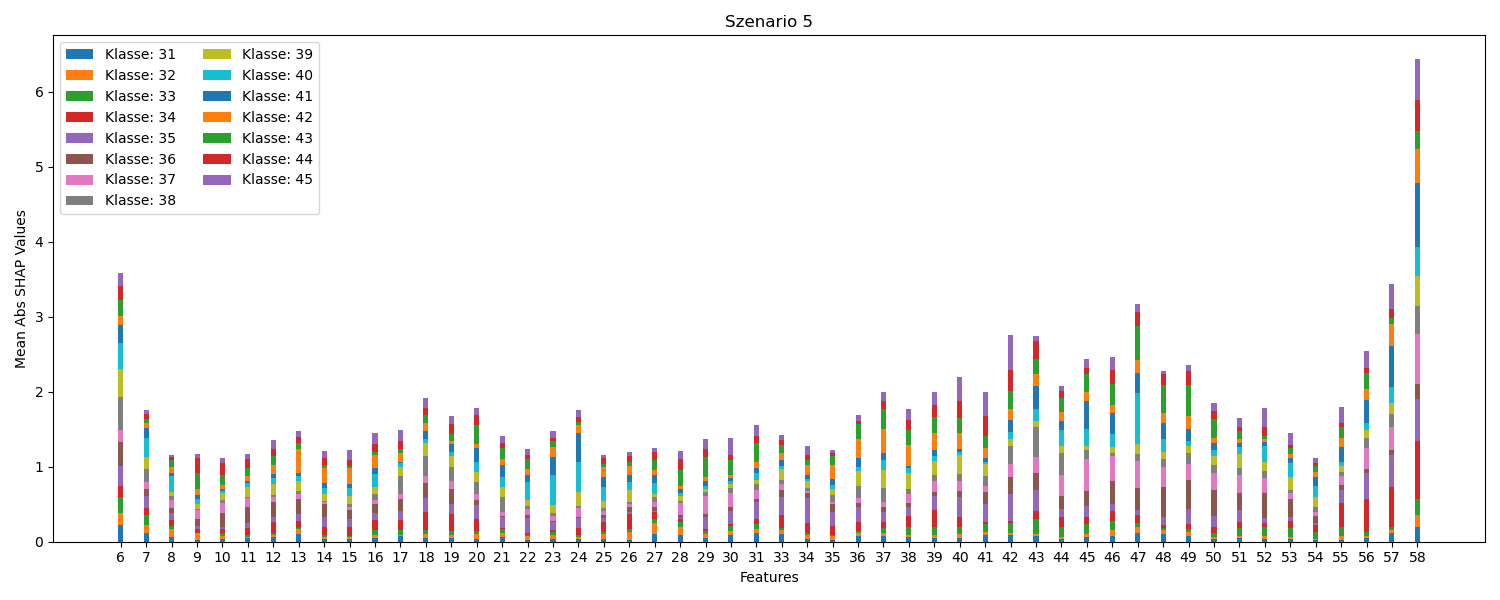 Szenario 5
Klasse: 31
Klasse: 32
Klasse: 33
Klasse: 34
Klasse: 35
Klasse: 36
Klasse: 37
Klasse: 38
Klasse: 39
Klasse: 40
Klasse: 41
Klasse: 42
Klasse: 43
Klasse: 44
Klasse: 45
Mean Abs SHAP Values
6
5
4
3
2
1
0
6 7 8 9 10 11 12 13 14 15 16 17 18 19 20 21 22 23 24 25 26 27 28 29 30 31 33 34 35 36 37 38 39 40 41 42 43 44 45 46 47 48 49 50 51 52 53 54 55 56 57 58
Features